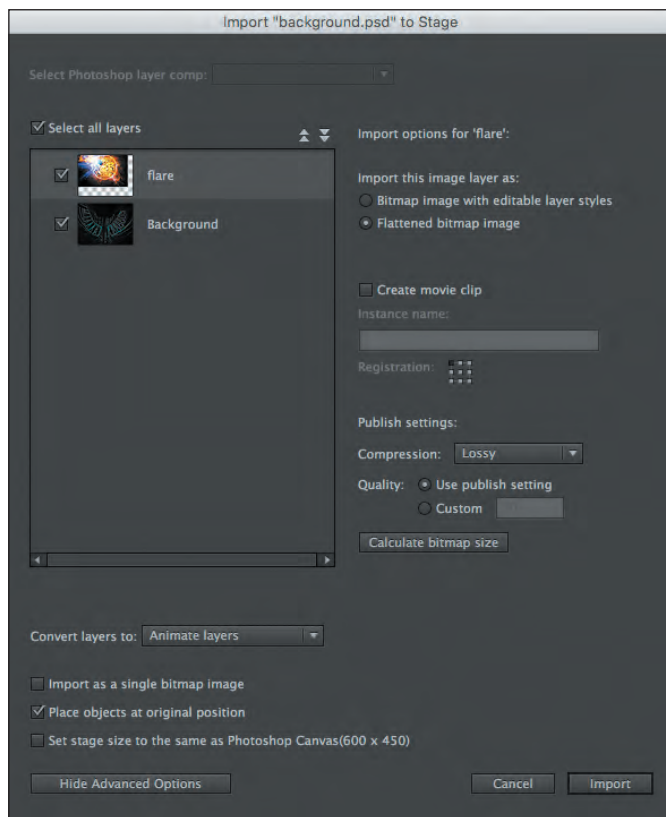 Import "background.psd" to Stage
Select Photoshop layer comp:
Select all layers
flare
Background
Import options for 'flare':
Import this image layer as:
Bitmap image with editable layer styles
Flattened bitmap image
Create movie clip
Instance name:
Registration:
Publish settings:
Compression: Lossy
Quality: Use publish setting
Custom
Calculate bitmap size
Convert layers to: Animate layers
Import as a single bitmap image
Place objects at original position
Set stage size to the same as Photoshop Canvas(600 x 450)
Hide Advanced Options Cancel Import